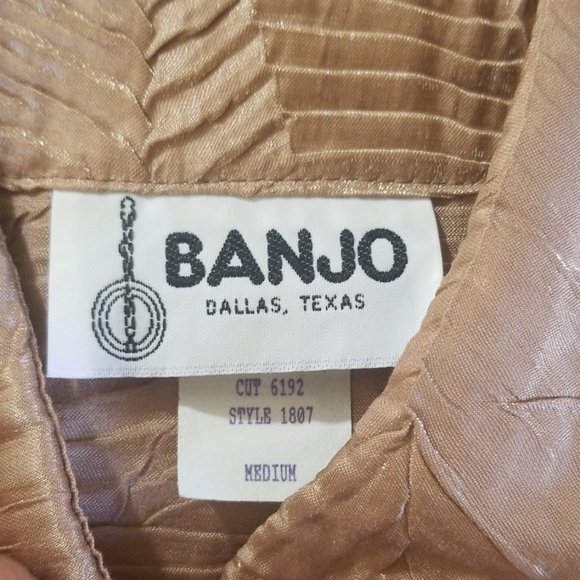 BANJO
DALLAS, TEXAS
CUT 6192
STYLE 1807
MEDIUM